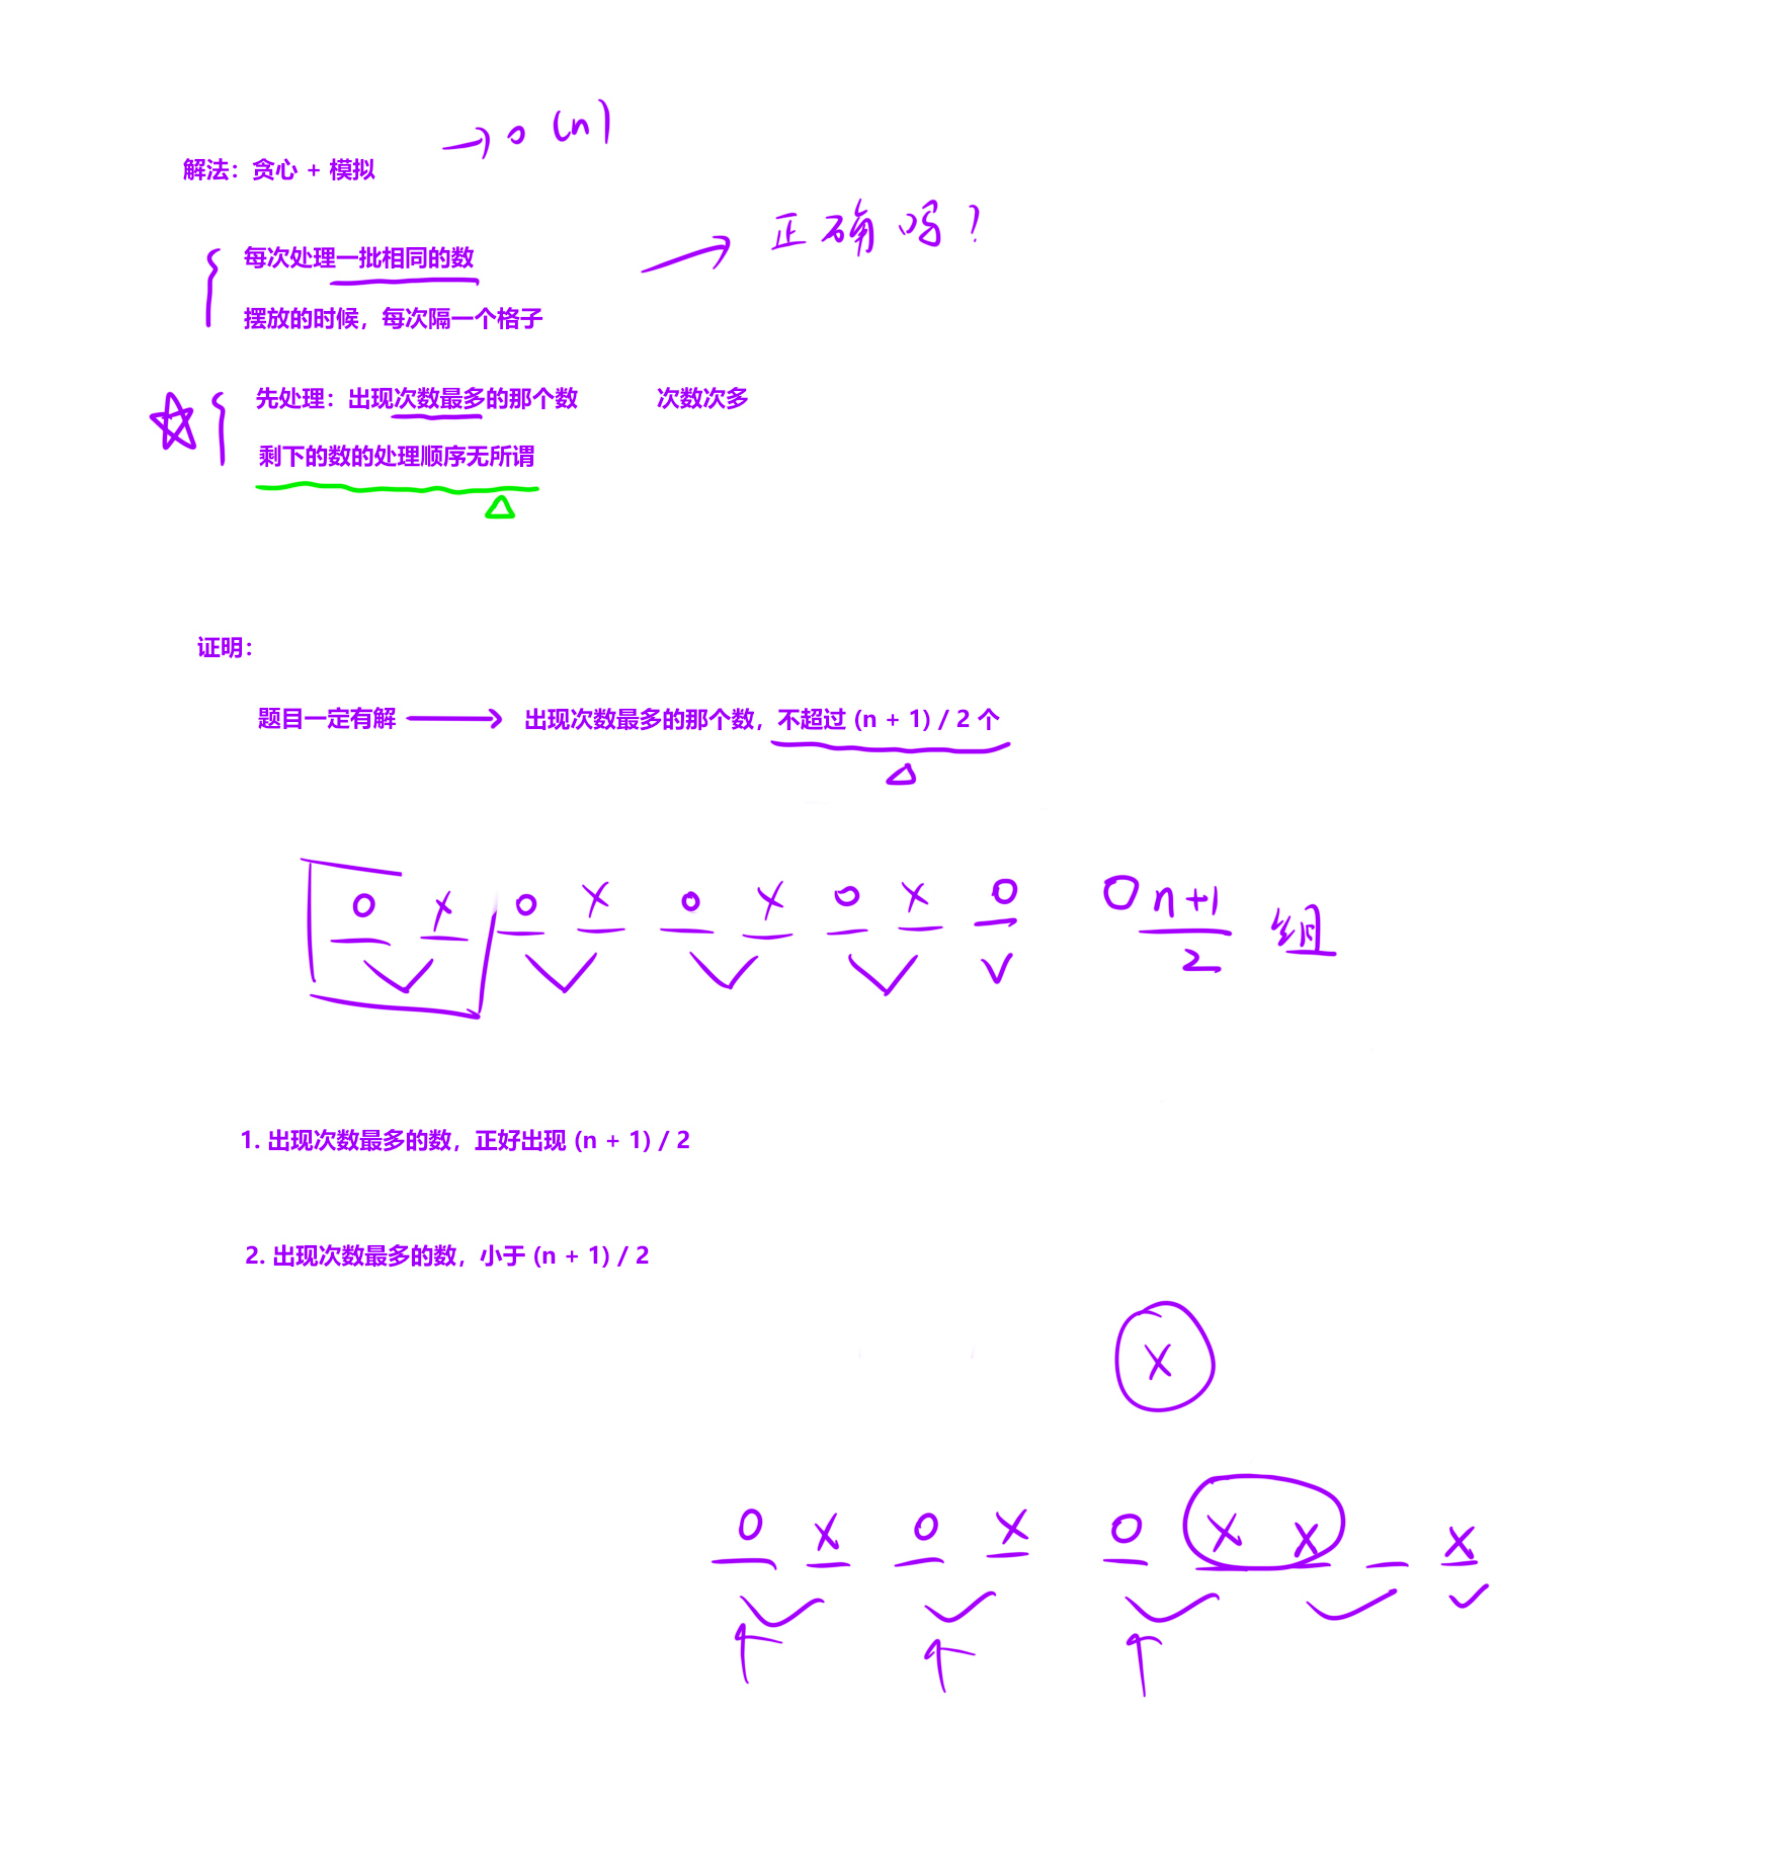 → O(n)
解法：贪心 + 模拟
每次处理一批相同的数 → 正确吗？
摆放的时候，每次隔一个格子
先处理：出现次数最多的那个数 次数次多
剩下的数的处理顺序无所谓
证明：
题目一定有解 → 出现次数最多的那个数，不超过 (n + 1) / 2 个
o x o x o x o x o
n+1
2
组
1. 出现次数最多的数，正好出现 (n + 1) / 2
2. 出现次数最多的数，小于 (n + 1) / 2
x
o x o x o x x _ x